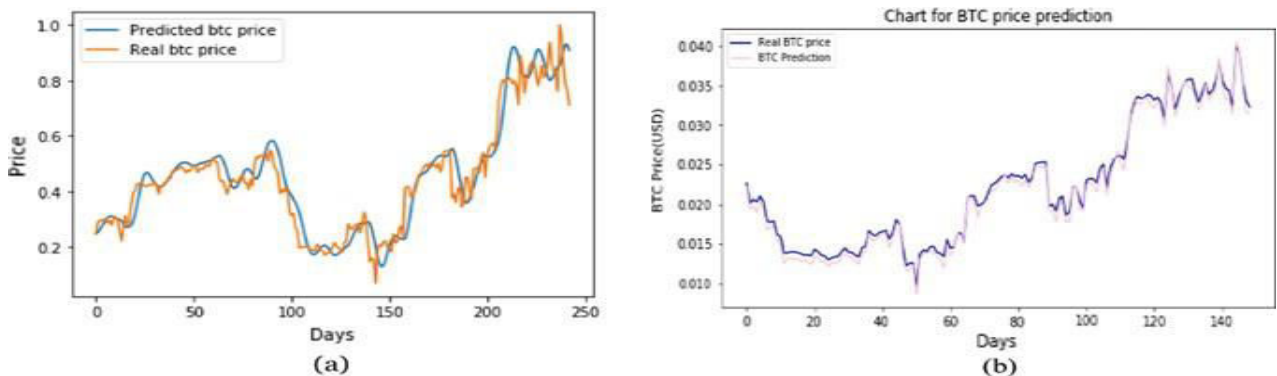 Predicted btc price
Real btc price
Price
1.0
0.8
0.6
0.4
0.2
0
50
100
150
200
250
Days
(a)
Chart for BTC price prediction
Real BTC price
BTC Prediction
BTC Price(USD)
0.040
0.035
0.030
0.025
0.020
0.015
0.010
0
20
40
60
80
100
120
140
Days
(b)